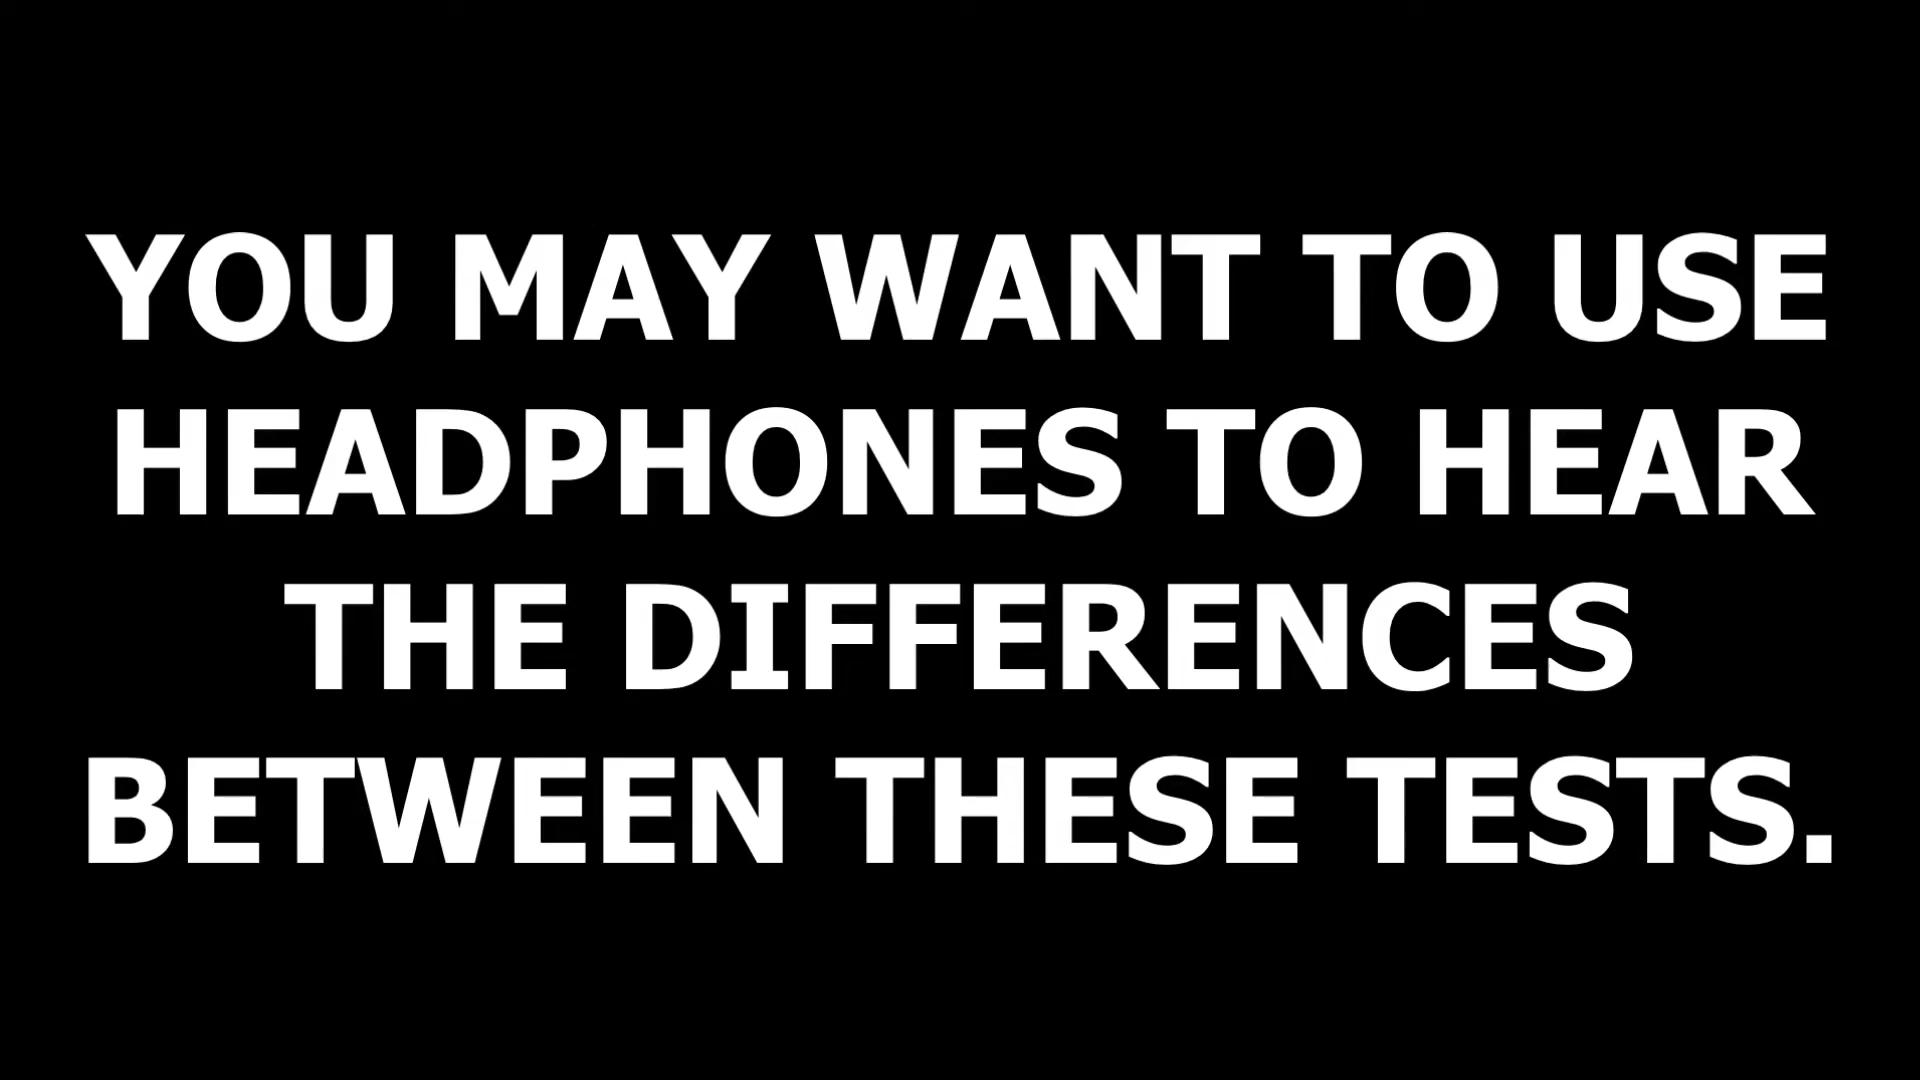 YOU MAY WANT TO USE
HEADPHONES TO HEAR
THE DIFFERENCES
BETWEEN THESE TESTS.